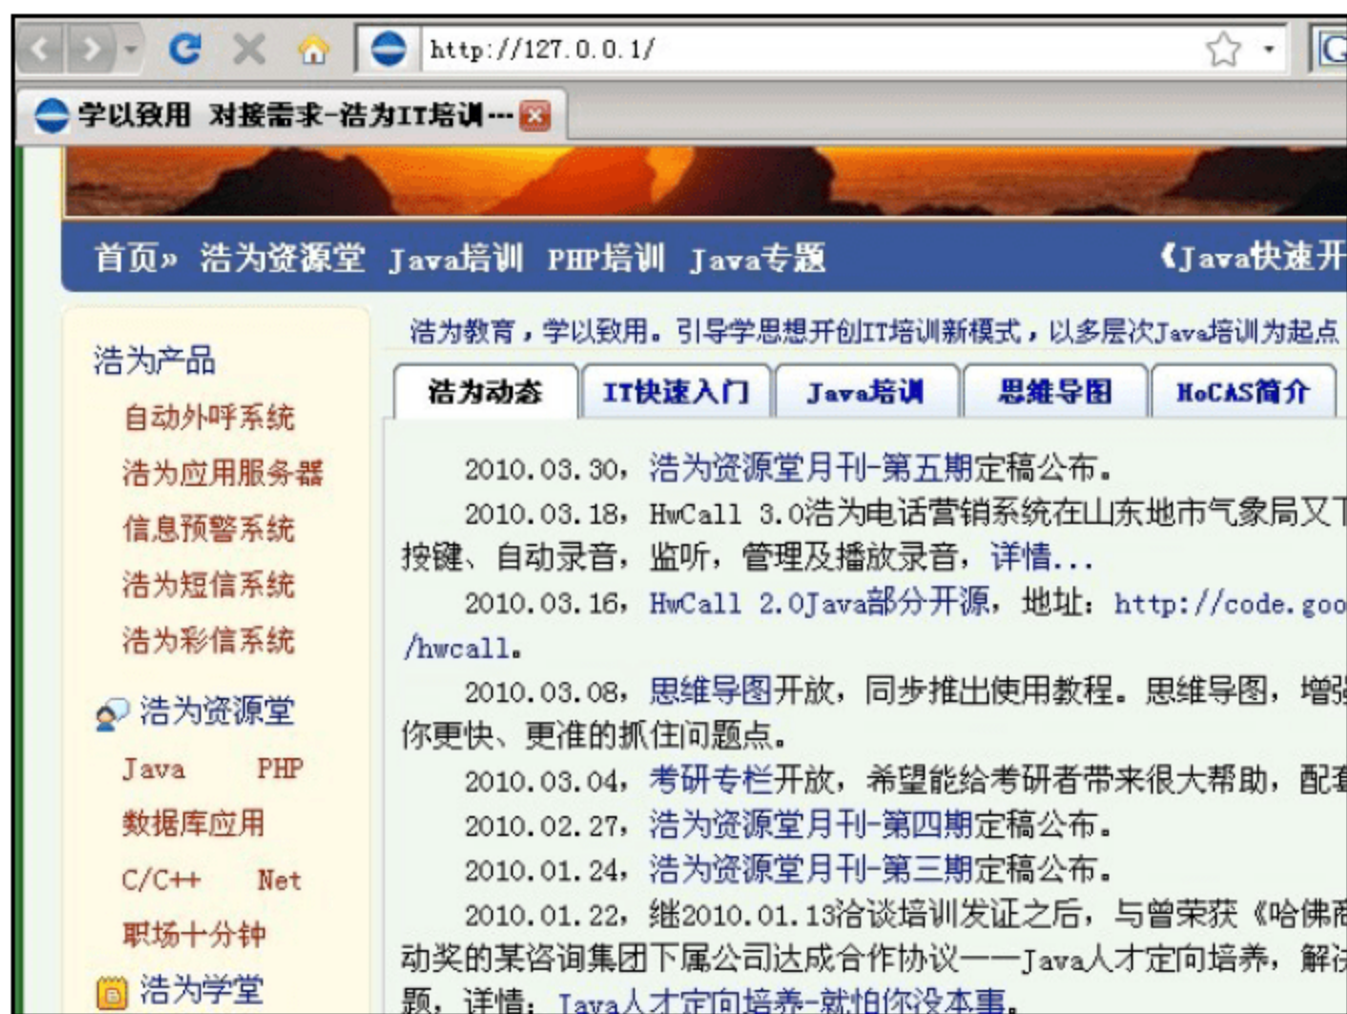 http://127.0.0.1/
学以致用 对接需求-浩为IT培训---
首页» 浩为资源堂 Java培训 PHP培训 Java专题 《Java快速开
浩为教育，学以致用。引导学思想开创IT培训新模式，以多层次Java培训为起点
浩为产品
自动外呼系统
浩为应用服务器
信息预警系统
浩为短信系统
浩为彩信系统
浩为资源堂
Java PHP
数据库应用
C/C++ Net
职场十分钟
浩为学堂
浩为动态 IT快速入门 Java培训 思维导图 HoCAS简介
2010.03.30，浩为资源堂月刊-第五期定稿公布。
2010.03.18，HwCall 3.0浩为电话营销系统在山东地市气象局又下
按键、自动录音，监听，管理及播放录音，详情...
2010.03.16，HwCall 2.0Java部分开源，地址：http://code.goo
/hwcall。
2010.03.08，思维导图开放，同步推出使用教程。思维导图，增强
你更快、更准的抓住问题点。
2010.03.04，考研专栏开放，希望能给考研者带来很大帮助，配套
2010.02.27，浩为资源堂月刊-第四期定稿公布。
2010.01.24，浩为资源堂月刊-第三期定稿公布。
2010.01.22，继2010.01.13洽谈培训发证之后，与曾荣获《哈佛商
动奖的某咨询集团下属公司达成合作协议——Java人才定向培养，解决
题，详情：Java人才定向培养-就怕你没本事。